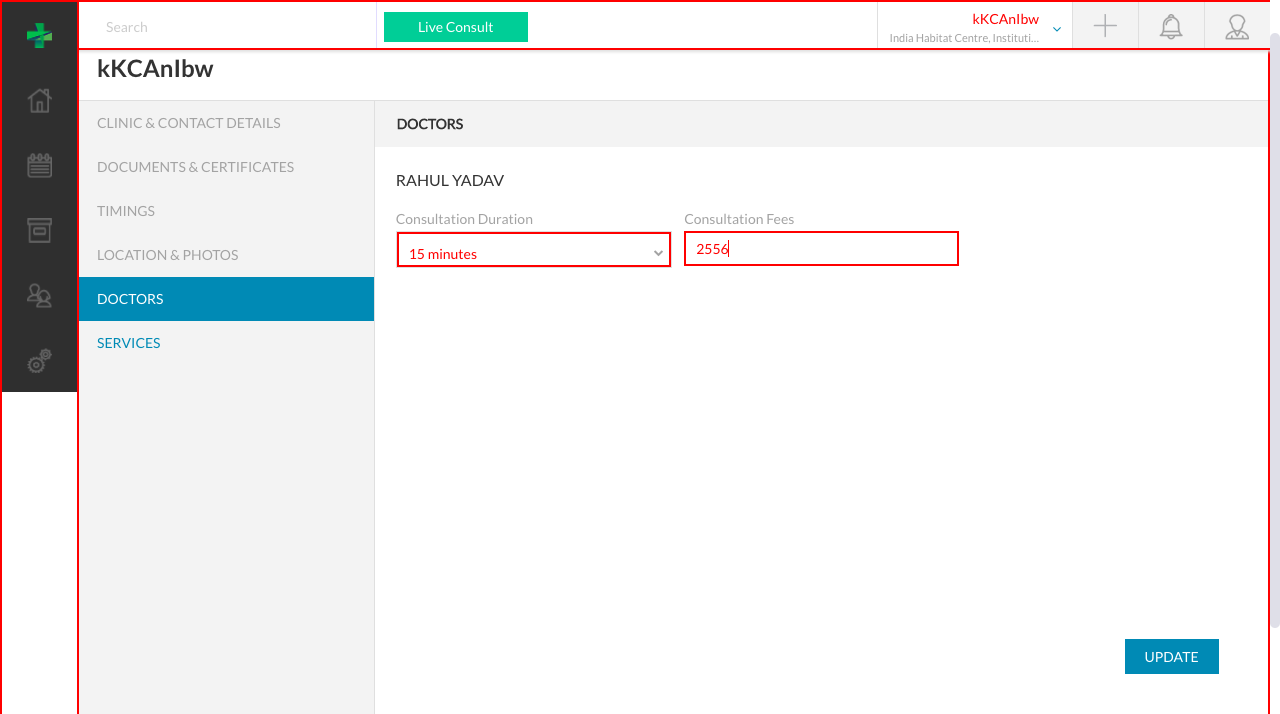 Search
Live Consult
kKCAnIbw
India Habitat Centre, Instituti...
kKCAnIbw
CLINIC & CONTACT DETAILS
DOCUMENTS & CERTIFICATES
TIMINGS
LOCATION & PHOTOS
DOCTORS
SERVICES
DOCTORS
RAHUL YADAV
Consultation Duration
15 minutes
Consultation Fees
2556
UPDATE